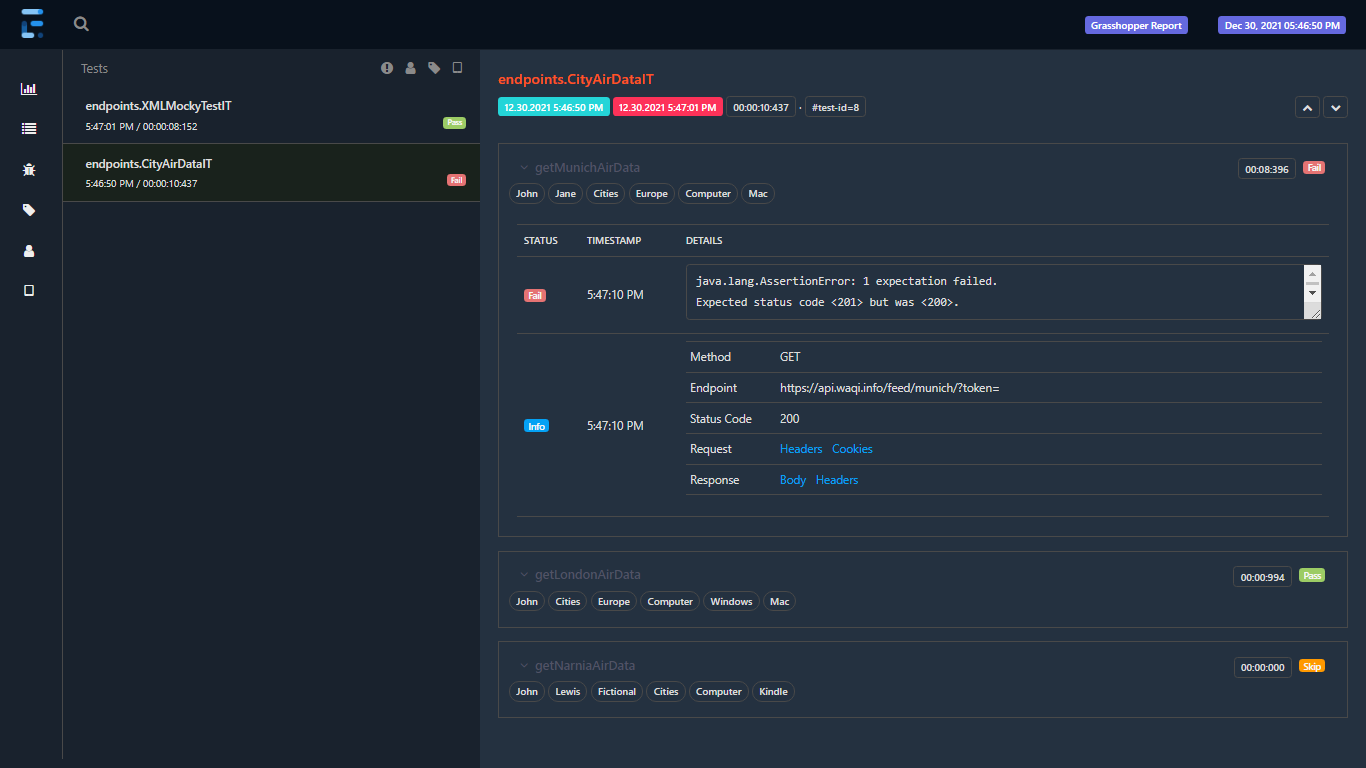 Grasshopper Report
Dec 30, 2021 05:46:50 PM
Tests
endpoints.XMLMockyTestIT
5:47:01 PM / 00:00:08:152
Pass
endpoints.CityAirDataIT
5:46:50 PM / 00:00:10:437
Fail
endpoints.CityAirDataIT
12.30.2021 5:46:50 PM 12.30.2021 5:47:01 PM 00:00:10:437 · #test-id=8
getMunichAirData 00:08:396 Fail
John Jane Cities Europe Computer Mac
STATUS TIMESTAMP DETAILS
Fail 5:47:10 PM
java.lang.AssertionError: 1 expectation failed.
Expected status code <201> but was <200>.
Info 5:47:10 PM
Method GET
Endpoint https://api.waqi.info/feed/munich/?token=
Status Code 200
Request Headers Cookies
Response Body Headers
getLondonAirData 00:00:994 Pass
John Cities Europe Computer Windows Mac
getNarniaAirData 00:00:000 Skip
John Lewis Fictional Cities Computer Kindle